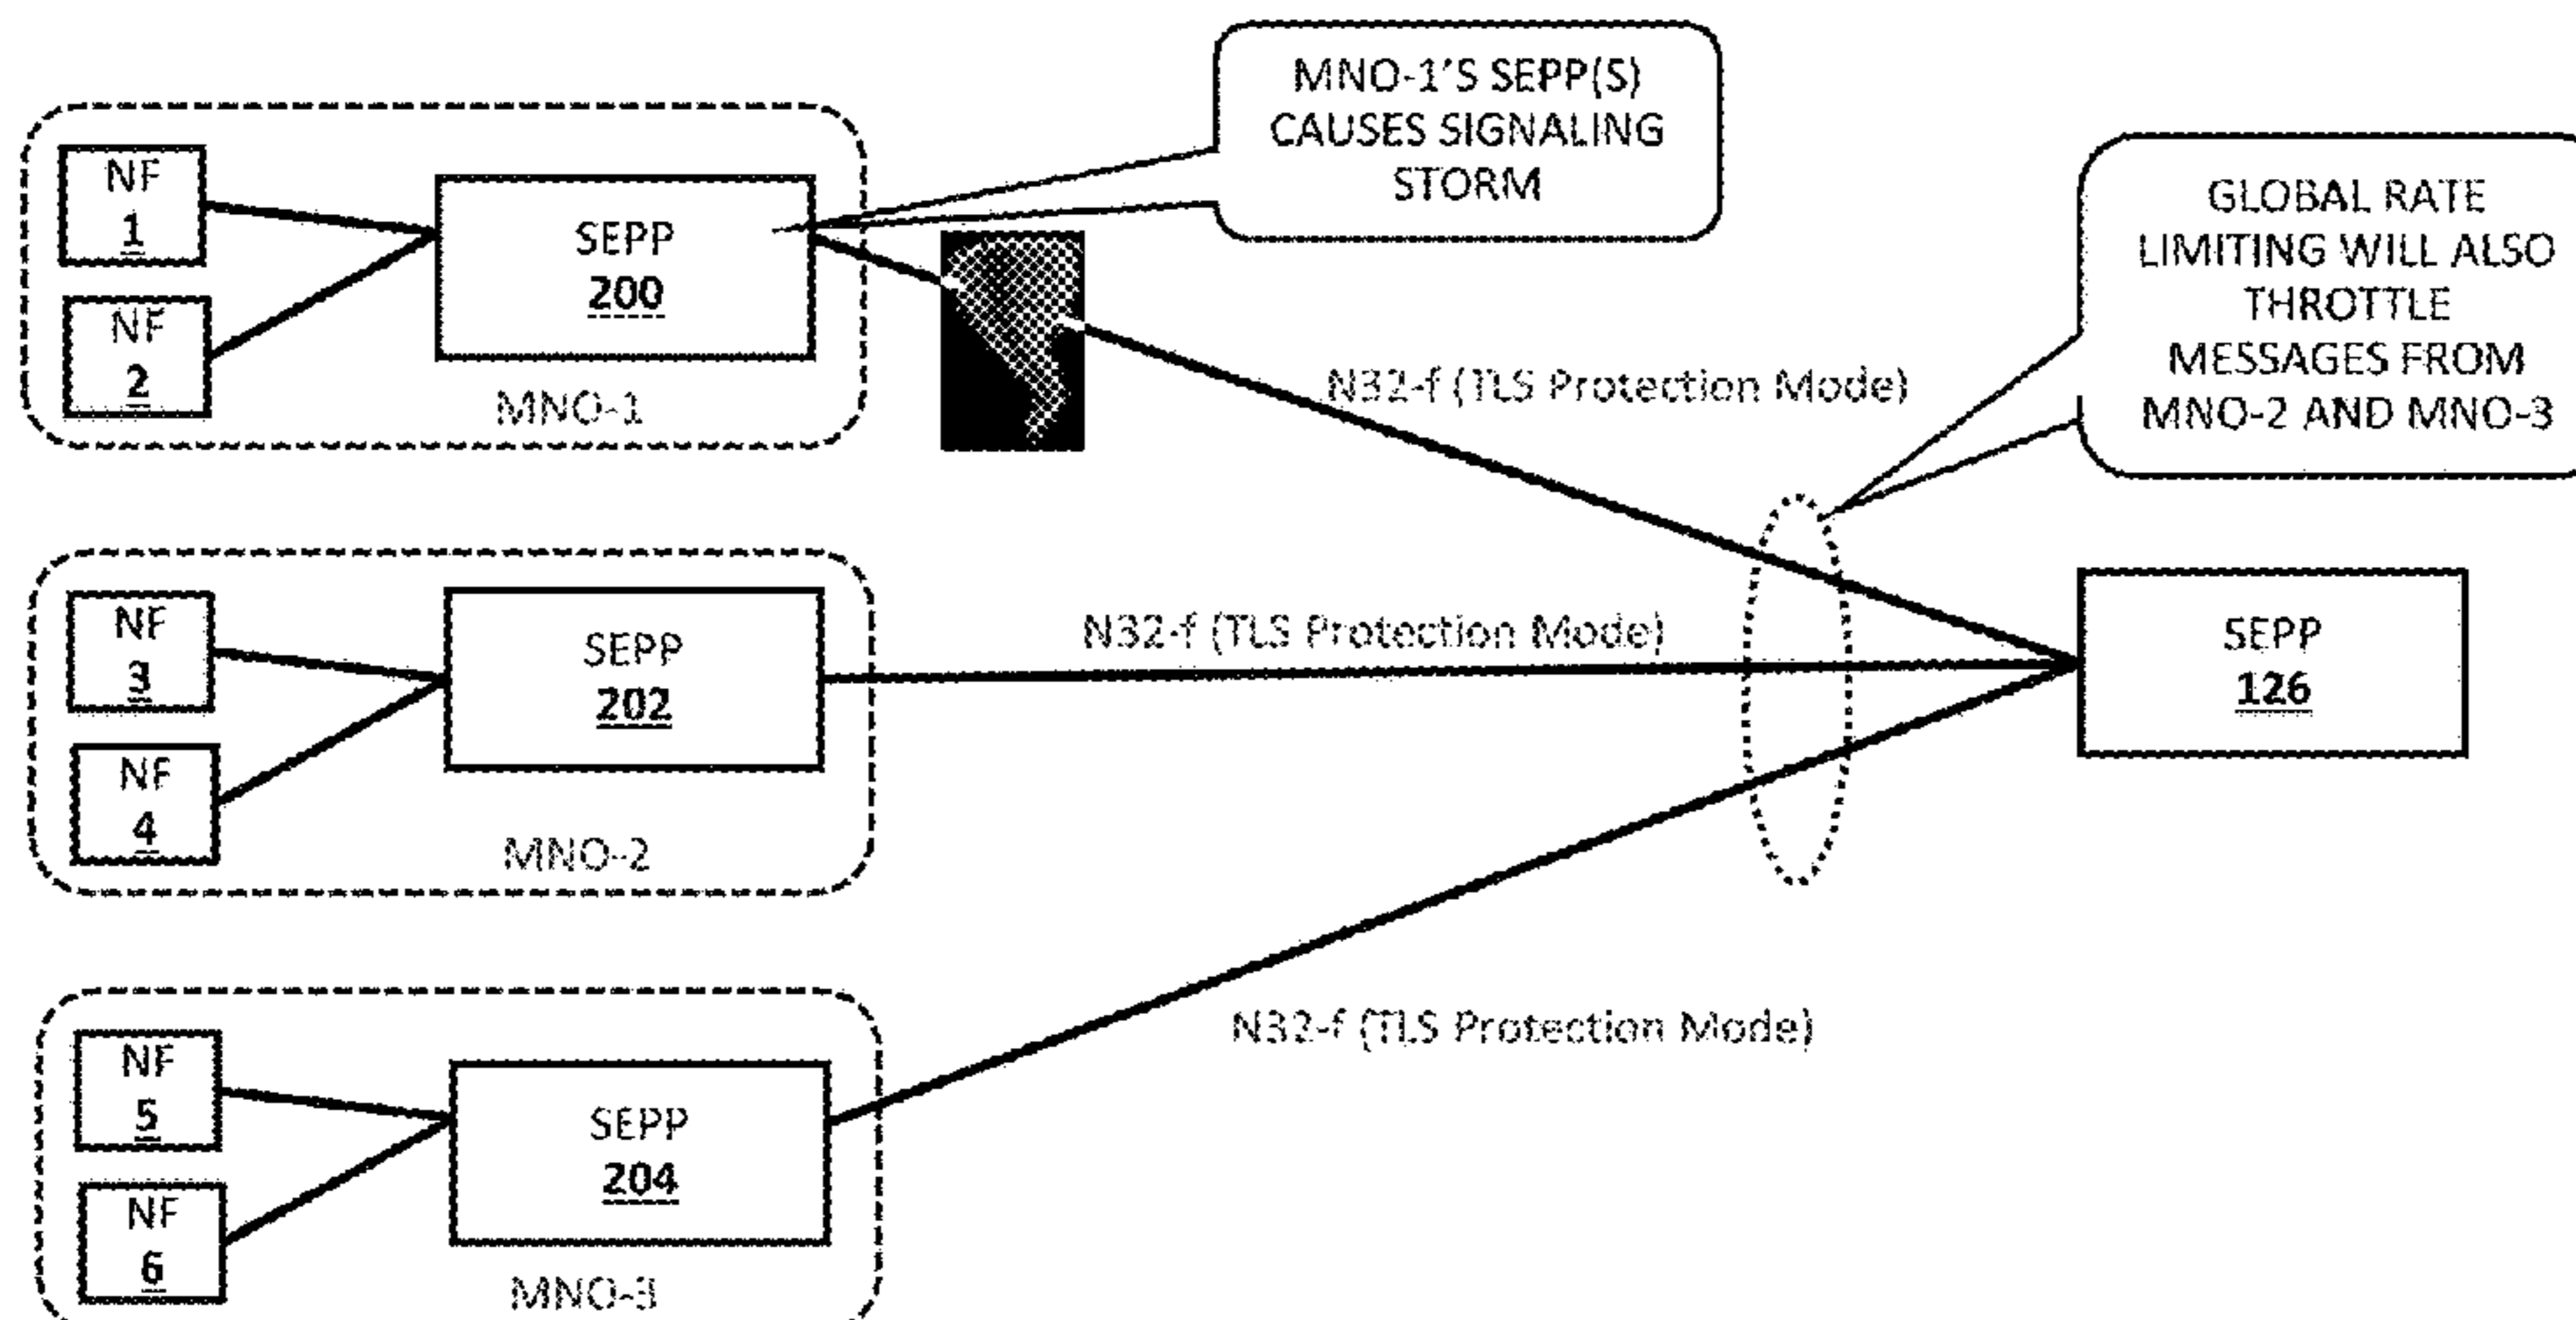 MNO-1'S SEPP(S)
CAUSES SIGNALING
STORM
GLOBAL RATE
LIMITING WILL ALSO
THROTTLE
MESSAGES FROM
MNO-2 AND MNO-3
NF
1
NF
2
SEPP
200
MNO-1
N32-f (TLS Protection Mode)
NF
3
NF
4
SEPP
202
MNO-2
N32-f (TLS Protection Mode)
SEPP
126
NF
5
NF
6
SEPP
204
MNO-3
N32-f (TLS Protection Mode)